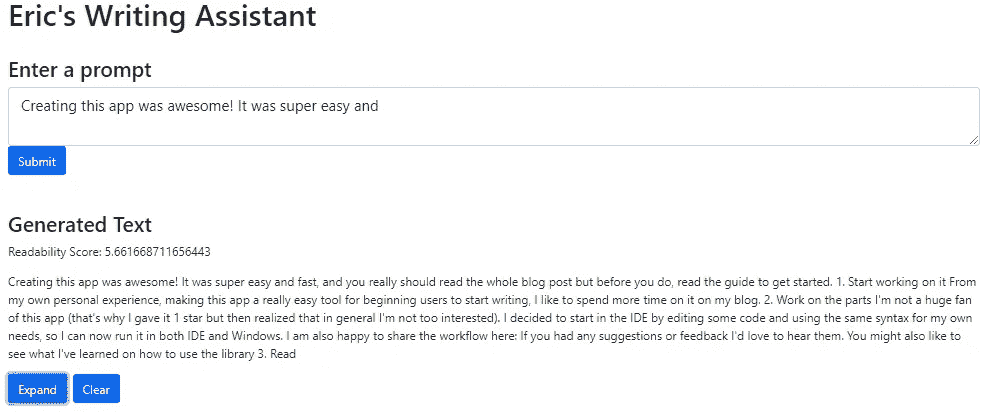 Eric's Writing Assistant
Enter a prompt
Creating this app was awesome! It was super easy and
Submit
Generated Text
Readability Score: 5.661668711656443
Creating this app was awesome! It was super easy and fast, and you really should read the whole blog post but before you do, read the guide to get started. 1. Start working on it From
my own personal experience, making this app a really easy tool for beginning users to start writing, I like to spend more time on it on my blog. 2. Work on the parts I'm not a huge fan
of this app (that's why I gave it 1 star but then realized that in general I'm not too interested). I decided to start in the IDE by editing some code and using the same syntax for my own
needs, so I can now run it in both IDE and Windows. I am also happy to share the workflow here: If you had any suggestions or feedback I'd love to hear them. You might also like to
see what I've learned on how to use the library 3. Read
Expand Clear